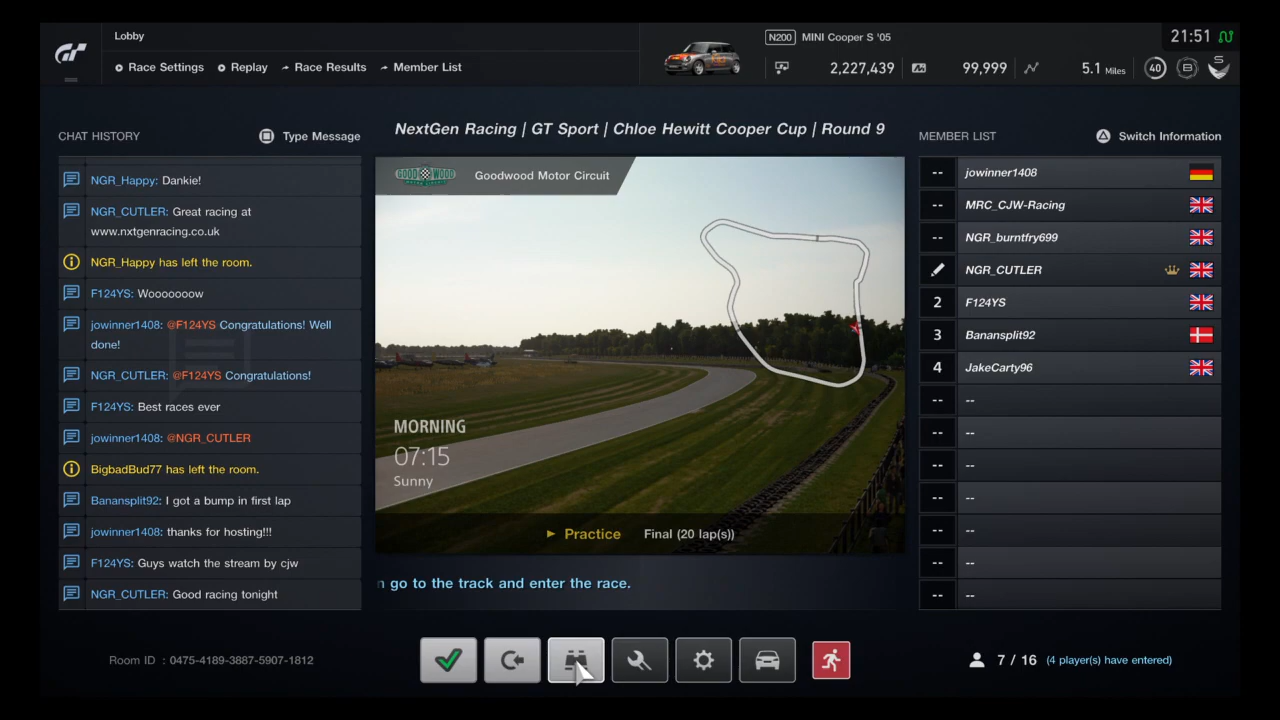 Lobby
Race Settings Replay Race Results Member List
N200 MINI Cooper S '05
2,227,439 99,999 5.1 Miles 40 B S
21:51
CHAT HISTORY Type Message
NGR_Happy: Dankie!
NGR_CUTLER: Great racing at
www.nxtgenracing.co.uk
NGR_Happy has left the room.
F124YS: Wooooooow
jowinner1408: @F124YS Congratulations! Well
done!
NGR_CUTLER: @F124YS Congratulations!
F124YS: Best races ever
jowinner1408: @NGR_CUTLER
BigbadBud77 has left the room.
Banansplit92: I got a bump in first lap
jowinner1408: thanks for hosting!!!
F124YS: Guys watch the stream by cjw
NGR_CUTLER: Good racing tonight
NextGen Racing | GT Sport | Chloe Hewitt Cooper Cup | Round 9
GOODWOOD
Goodwood Motor Circuit
MORNING
07:15
Sunny
Practice Final (20 lap(s))
n go to the track and enter the race.
MEMBER LIST Switch Information
-- jowinner1408
-- MRC_CJW-Racing
-- NGR_burntfry699
NGR_CUTLER
2 F124YS
3 Banansplit92
4 JakeCarty96
-- --
-- --
-- --
-- --
-- --
-- --
-- --
Room ID : 0475-4189-3887-5907-1812
7 / 16 (4 player(s) have entered)